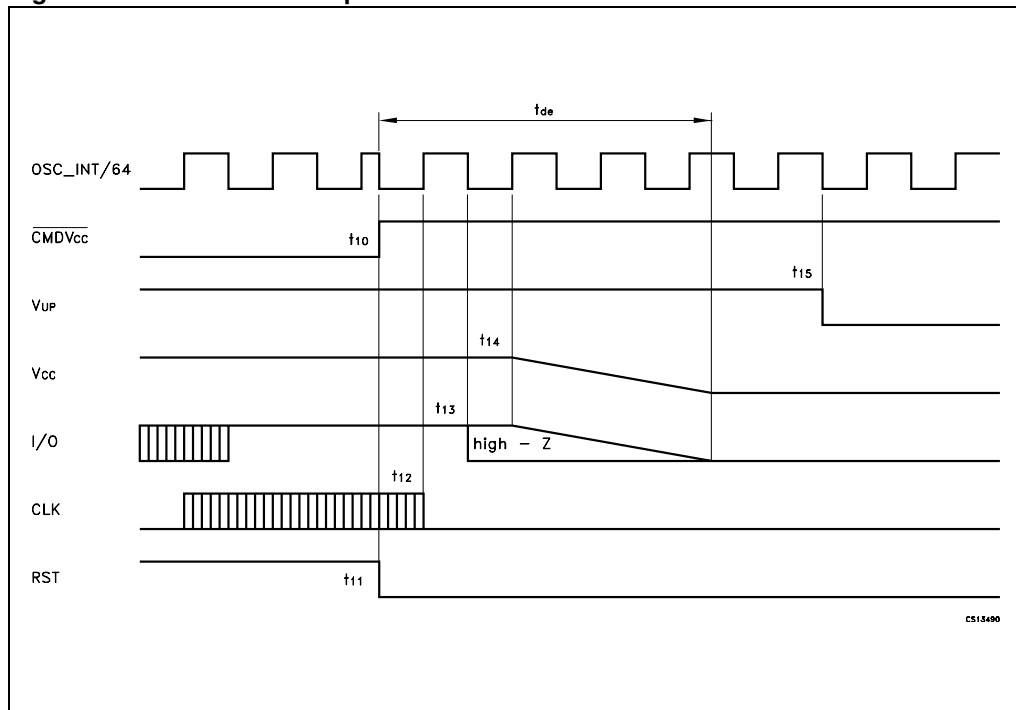 tde
OSC_INT/64
CMDVcc
t10
t15
VUP
t14
Vcc
t13
I/O
high - Z
t12
CLK
RST
t11
CS13490